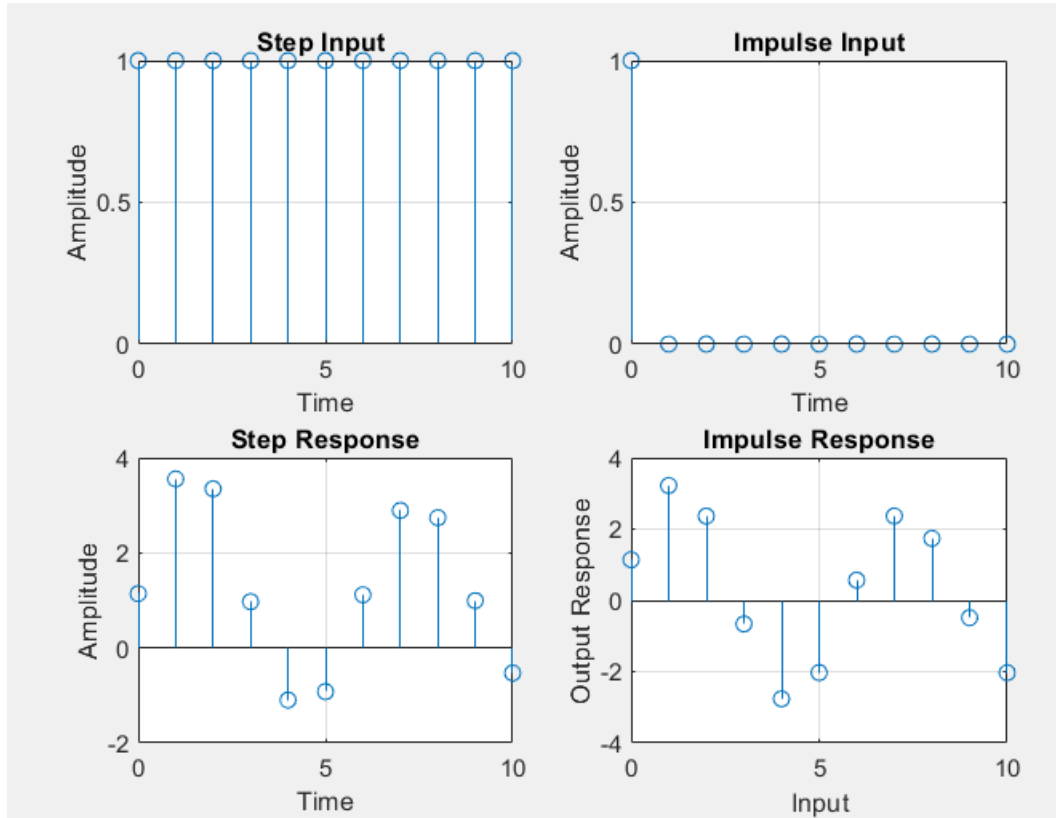 Step Input
Amplitude
1
0.5
0
0 5 10
Time
Impulse Input
Amplitude
1
0.5
0
0 5 10
Time
Step Response
Amplitude
4
2
0
-2
0 5 10
Time
Impulse Response
Output Response
4
2
0
-2
-4
0 5 10
Input